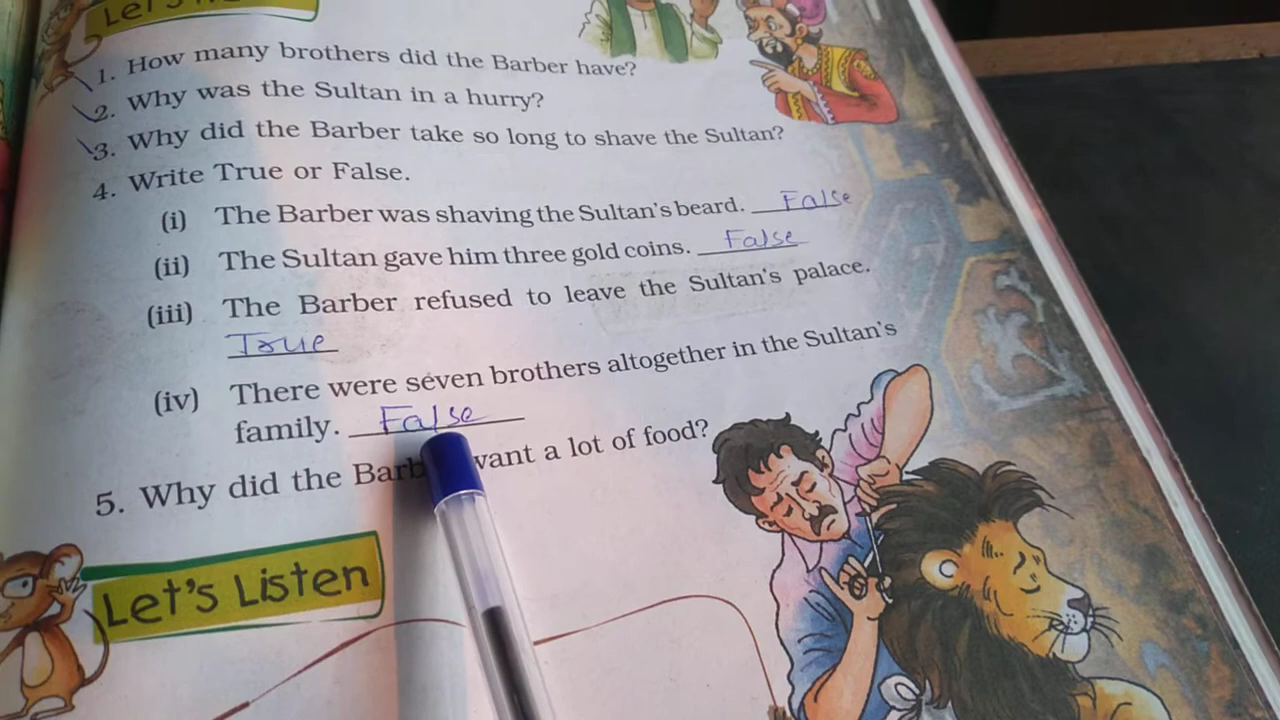 Let's
1. How many brothers did the Barber have?
2. Why was the Sultan in a hurry?
3. Why did the Barber take so long to shave the Sultan?
4. Write True or False.
(i) The Barber was shaving the Sultan's beard. False
(ii) The Sultan gave him three gold coins. False
(iii) The Barber refused to leave the Sultan's palace.
True
(iv) There were seven brothers altogether in the Sultan's
family. False
5. Why did the Barb want a lot of food?
Let's Listen